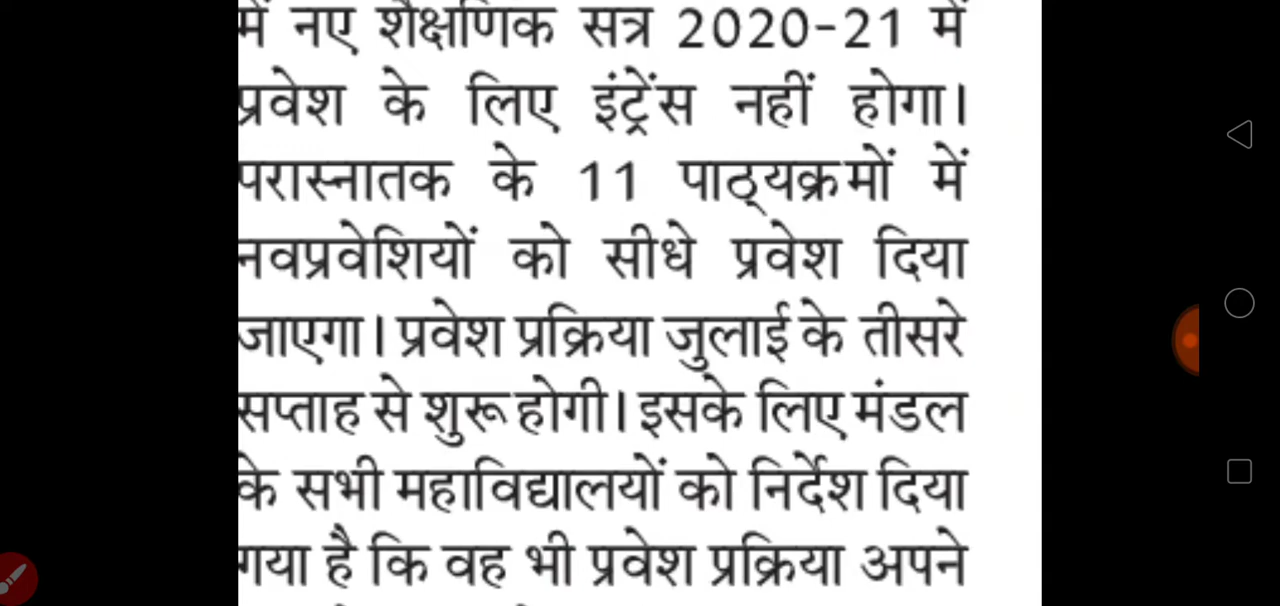 में नए शैक्षणिक सत्र 2020-21 में
प्रवेश के लिए इंट्रेंस नहीं होगा।
परास्नातक के 11 पाठ्यक्रमों में
नवप्रवेशियों को सीधे प्रवेश दिया
जाएगा। प्रवेश प्रक्रिया जुलाई के तीसरे
सप्ताह से शुरू होगी। इसके लिए मंडल
के सभी महाविद्यालयों को निर्देश दिया
गया है कि वह भी प्रवेश प्रक्रिया अपने